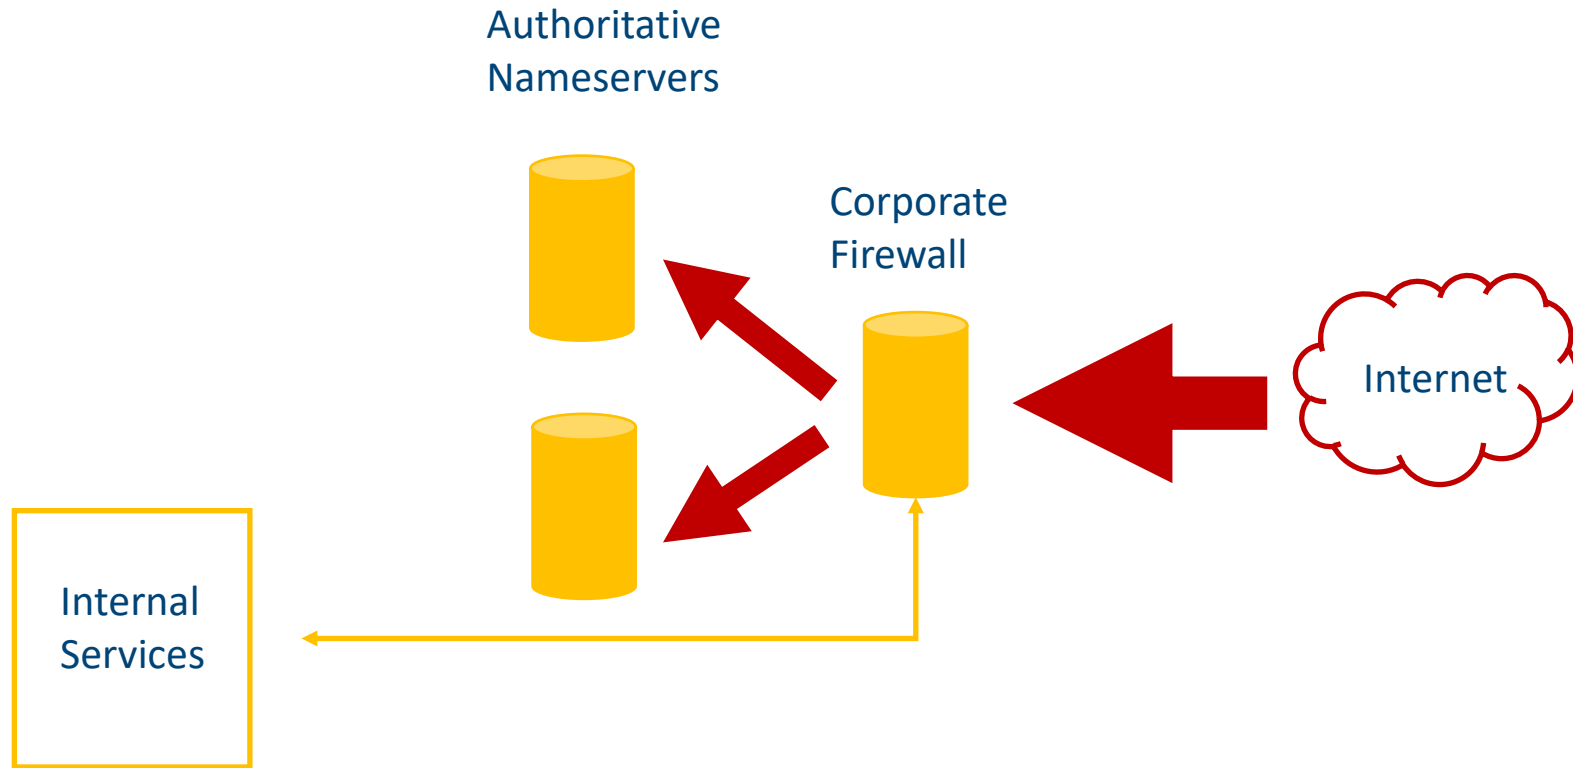 Authoritative
Nameservers
Corporate
Firewall
Internet
Internal
Services